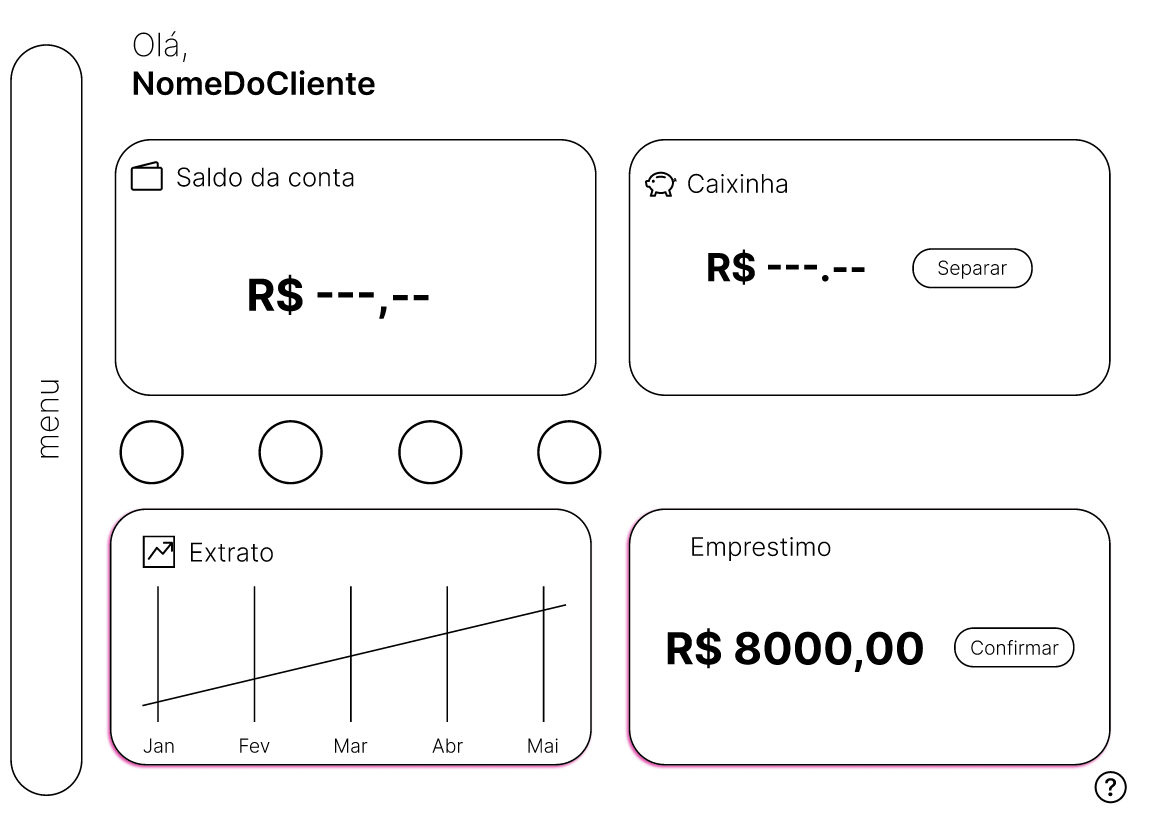 Olá,
NomeDoCliente
menu
Saldo da conta
R$ ---,--
Caixinha
R$ ---.--
Separar
Extrato
Jan Fev Mar Abr Mai
Emprestimo
R$ 8000,00
Confirmar
?